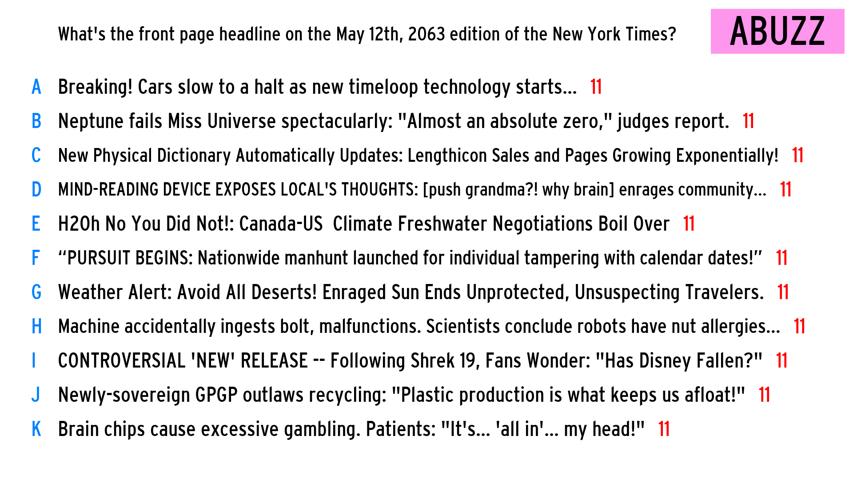 What's the front page headline on the May 12th, 2063 edition of the New York Times?
ABUZZ
A Breaking! Cars slow to a halt as new timeloop technology starts... 11
B Neptune fails Miss Universe spectacularly: "Almost an absolute zero," judges report. 11
C New Physical Dictionary Automatically Updates: Lengthicon Sales and Pages Growing Exponentially! 11
D MIND-READING DEVICE EXPOSES LOCAL'S THOUGHTS: [push grandma?! why brain] enrages community... 11
E H2Oh No You Did Not!: Canada-US Climate Freshwater Negotiations Boil Over 11
F “PURSUIT BEGINS: Nationwide manhunt launched for individual tampering with calendar dates!” 11
G Weather Alert: Avoid All Deserts! Enraged Sun Ends Unprotected, Unsuspecting Travelers. 11
H Machine accidentally ingests bolt, malfunctions. Scientists conclude robots have nut allergies... 11
I CONTROVERSIAL 'NEW' RELEASE -- Following Shrek 19, Fans Wonder: "Has Disney Fallen?" 11
J Newly-sovereign GPGP outlaws recycling: "Plastic production is what keeps us afloat!" 11
K Brain chips cause excessive gambling. Patients: "It's... 'all in'... my head!" 11